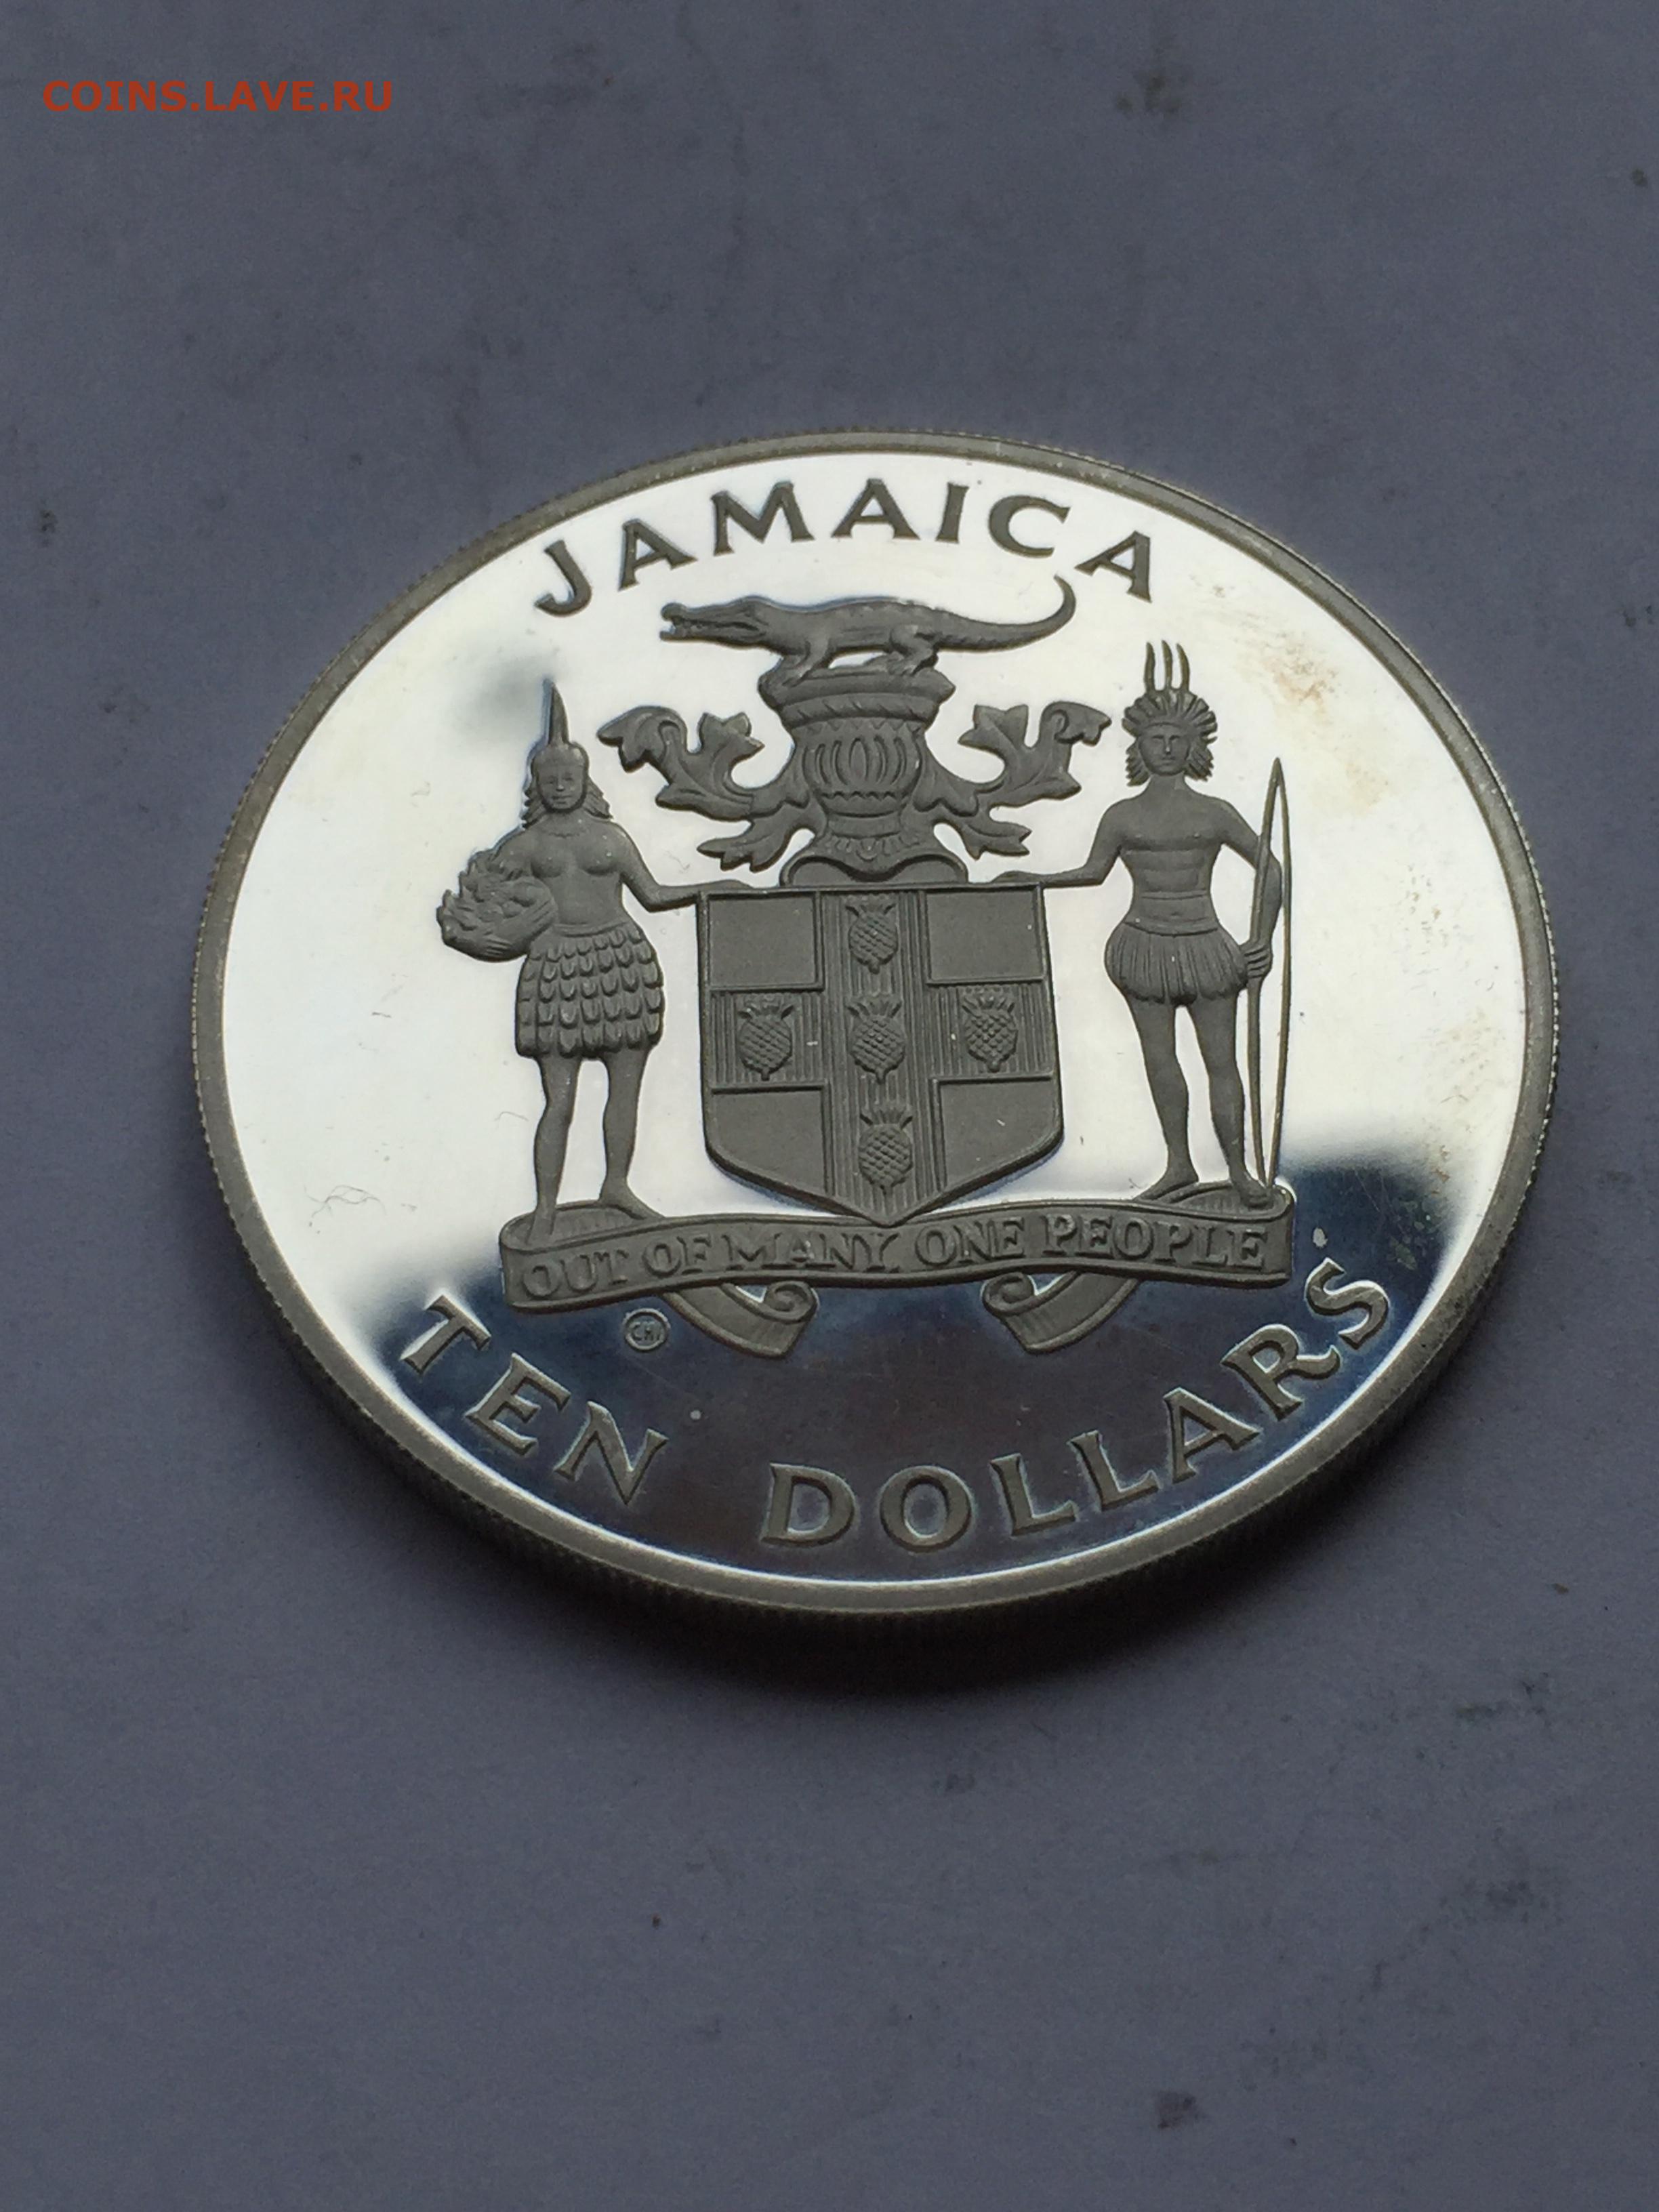 COINS.LAVE.RU
JAMAICA
OUT OF MANY, ONE PEOPLE
CHI
TEN DOLLARS